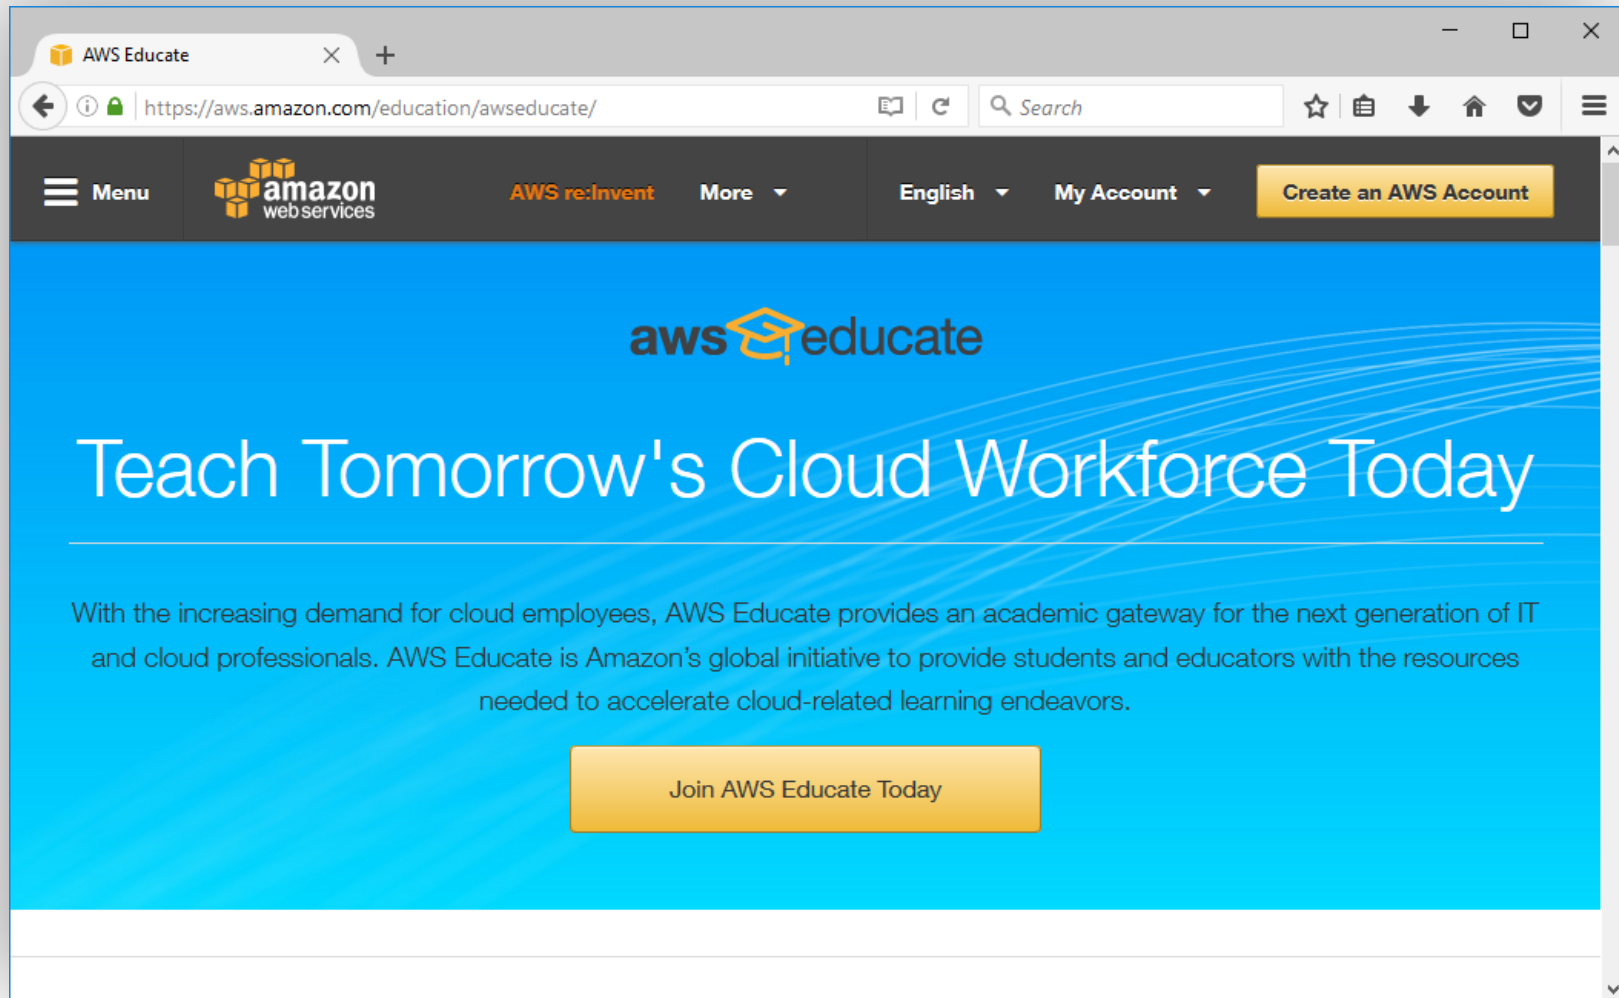 AWS Educate
https://aws.amazon.com/education/awseducate/
Search
Menu
amazon
webservices
AWS re:Invent
More
English
My Account
Create an AWS Account
aws educate
Teach Tomorrow's Cloud Workforce Today
With the increasing demand for cloud employees, AWS Educate provides an academic gateway for the next generation of IT
and cloud professionals. AWS Educate is Amazon’s global initiative to provide students and educators with the resources
needed to accelerate cloud-related learning endeavors.
Join AWS Educate Today